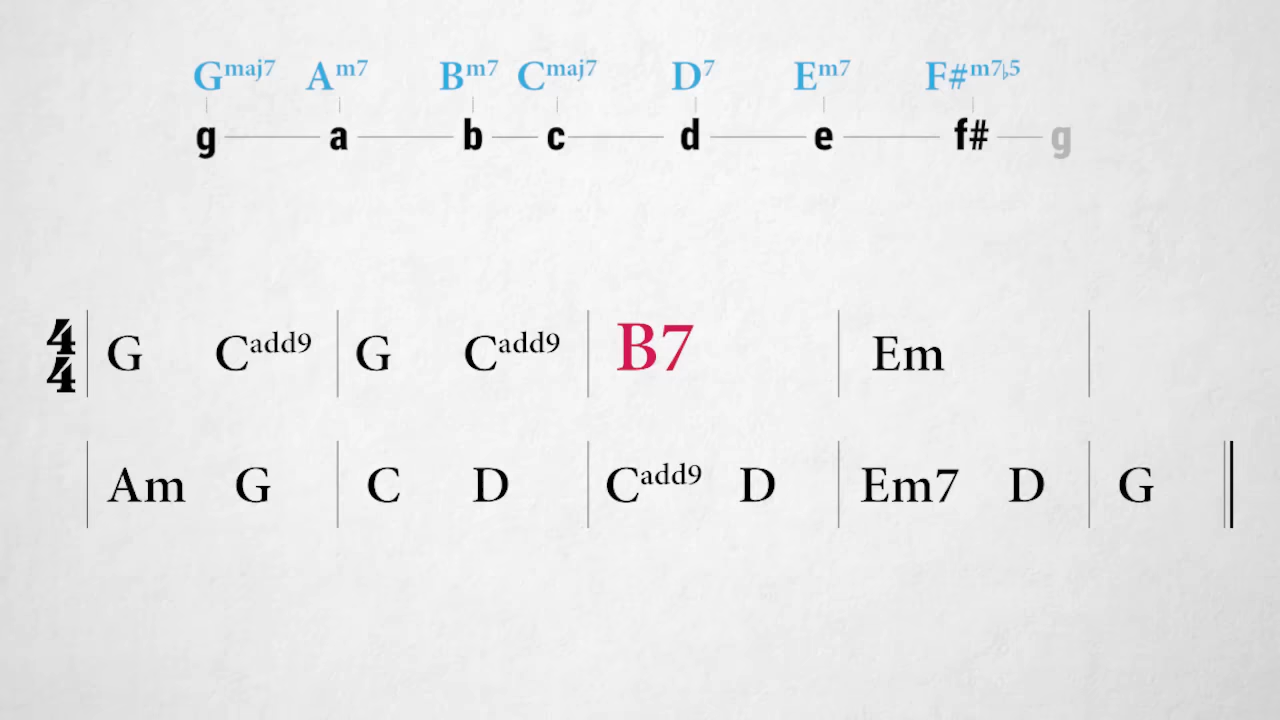 Gmaj7 Am7 Bm7 Cmaj7 D7 Em7 F#m7♭5
g a b c d e f# g
4/4 G Cadd9 G Cadd9 B7 Em
Am G C D Cadd9 D Em7 D G